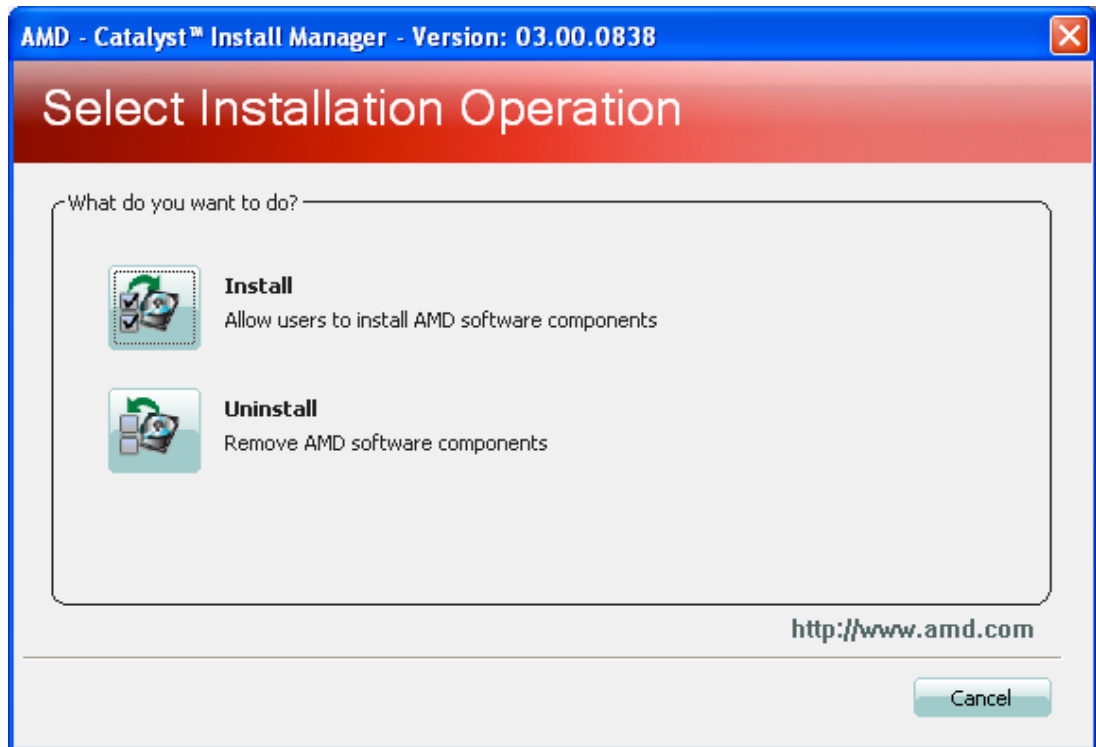 AMD - Catalyst™ Install Manager - Version: 03.00.0838
Select Installation Operation
What do you want to do?
Install
Allow users to install AMD software components
Uninstall
Remove AMD software components
http://www.amd.com
Cancel